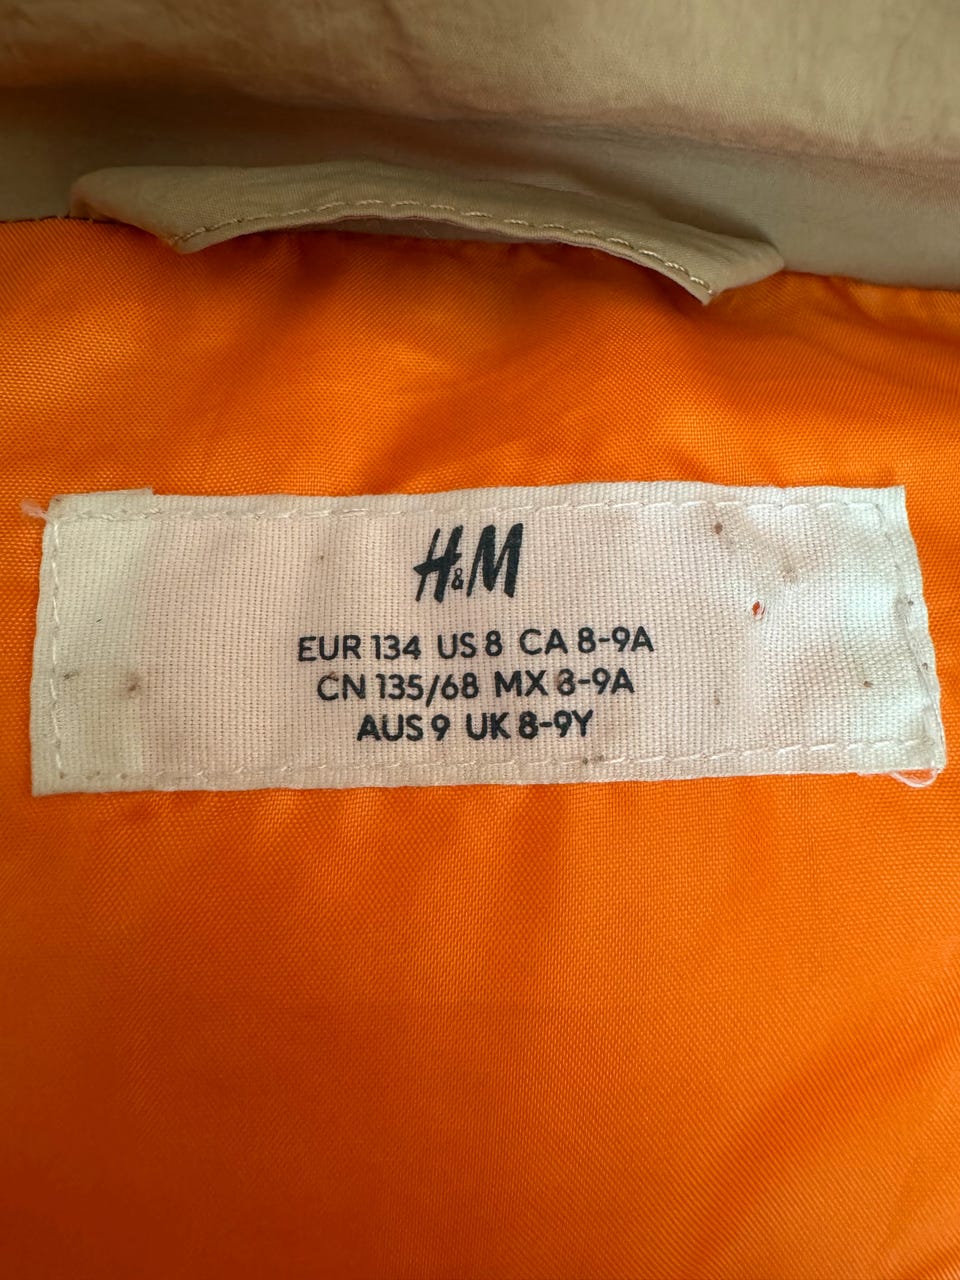 H&M
EUR 134 US 8 CA 8-9A
CN 135/68 MX 8-9A
AUS 9 UK 8-9Y